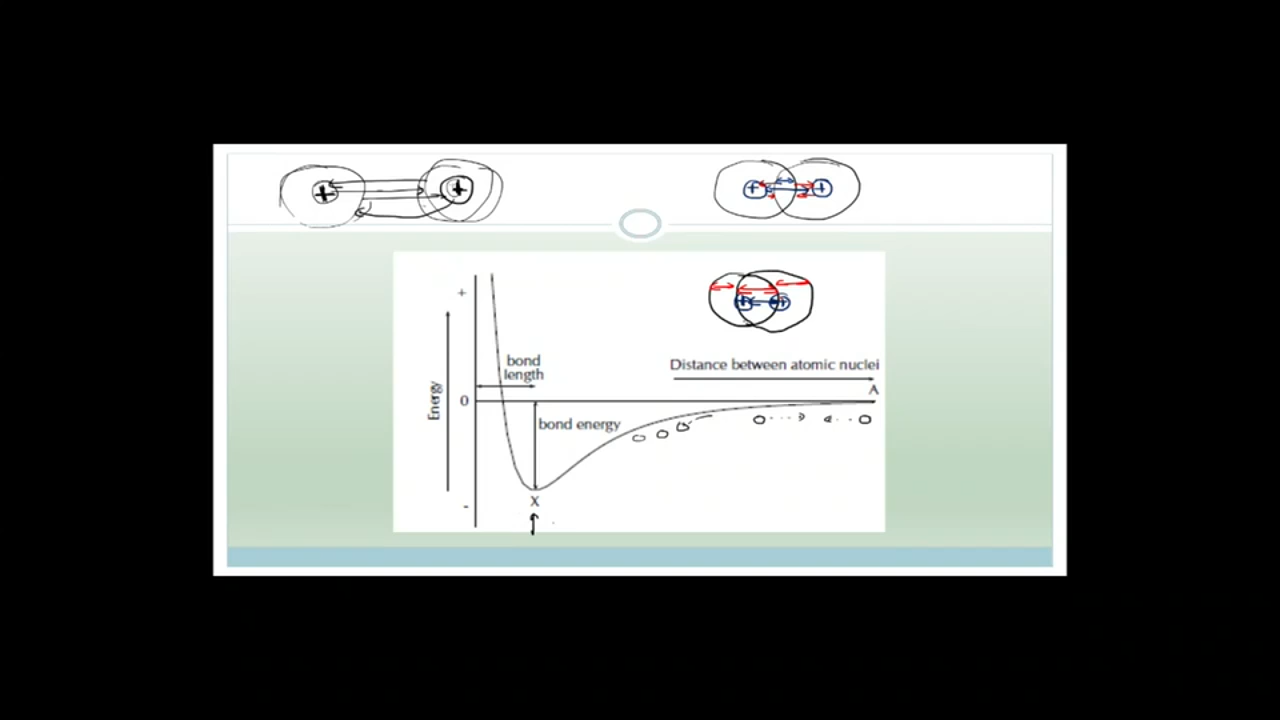 + +
+ +
+
+ +
bond
length
Distance between atomic nuclei
A
Energy
0
bond energy
-
X